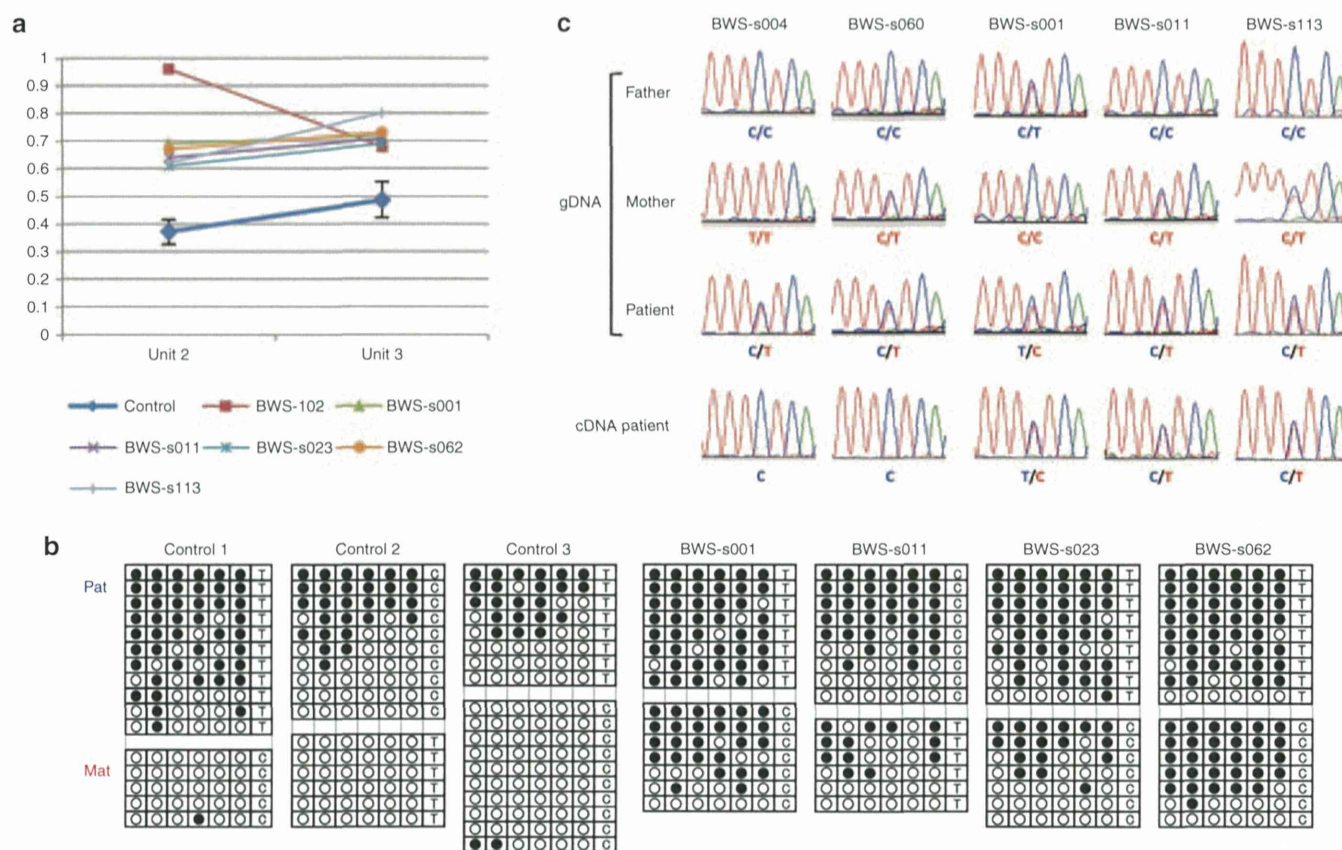 a
1
0.9
0.8
0.7
0.6
0.5
0.4
0.3
0.2
0.1
0
Unit 2 Unit 3
Control BWS-102 BWS-s001
BWS-s011 BWS-s023 BWS-s062
BWS-s113
c
BWS-s004 BWS-s060 BWS-s001 BWS-s011 BWS-s113
gDNA
Father
C/C C/C C/T C/C C/C
Mother
T/T C/T C/C C/T C/T
Patient
C/T C/T T/C C/T C/T
cDNA patient
C C T/C C/T C/T
b
Control 1 Control 2 Control 3 BWS-s001 BWS-s011 BWS-s023 BWS-s062
Pat
T C T T C T T
Mat
C T C C T C C